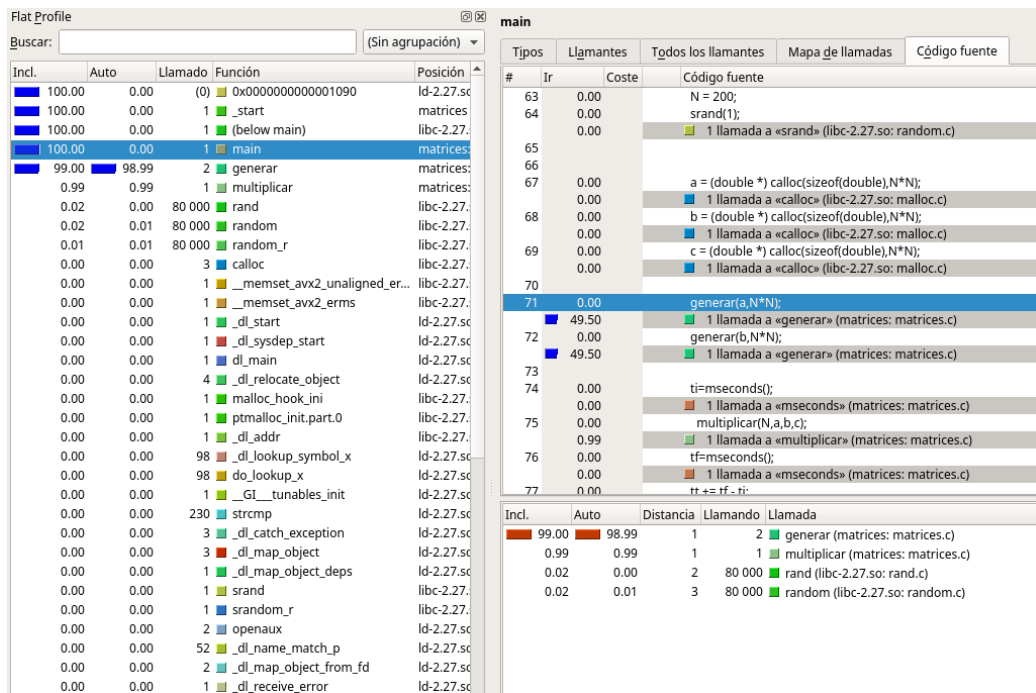 Flat Profile
Buscar: (Sin agrupación)
Incl. Auto Llamado Función Posición
100.00 0.00 (0) 0x0000000000001090 ld-2.27.so
100.00 0.00 1 _start matrices
100.00 0.00 1 (below main) libc-2.27.
100.00 0.00 1 main matrices:
99.00 98.99 2 generar matrices:
0.99 0.99 1 multiplicar matrices:
0.02 0.00 80 000 rand libc-2.27.
0.02 0.01 80 000 random libc-2.27.
0.01 0.01 80 000 random_r libc-2.27.
0.00 0.00 3 calloc libc-2.27.
0.00 0.00 1 __memset_avx2_unaligned_er... libc-2.27.
0.00 0.00 1 __memset_avx2_erms libc-2.27.
0.00 0.00 1 _dl_start ld-2.27.so
0.00 0.00 1 _dl_sysdep_start ld-2.27.so
0.00 0.00 1 dl_main ld-2.27.so
0.00 0.00 4 _dl_relocate_object ld-2.27.so
0.00 0.00 1 malloc_hook_ini libc-2.27.
0.00 0.00 1 ptmalloc_init.part.0 libc-2.27.
0.00 0.00 1 _dl_addr libc-2.27.
0.00 0.00 98 _dl_lookup_symbol_x ld-2.27.so
0.00 0.00 98 do_lookup_x ld-2.27.so
0.00 0.00 1 __GI___tunables_init ld-2.27.so
0.00 0.00 230 strcmp ld-2.27.so
0.00 0.00 3 _dl_catch_exception ld-2.27.so
0.00 0.00 3 _dl_map_object ld-2.27.so
0.00 0.00 1 _dl_map_object_deps ld-2.27.so
0.00 0.00 1 srand libc-2.27.
0.00 0.00 1 srandom_r libc-2.27.
0.00 0.00 2 openaux ld-2.27.so
0.00 0.00 52 _dl_name_match_p ld-2.27.so
0.00 0.00 2 _dl_map_object_from_fd ld-2.27.so
0.00 0.00 1 _dl_receive_error ld-2.27.so
main
Tipos Llamantes Todos los llamantes Mapa de llamadas Código fuente
# Ir Coste Código fuente
63 0.00 N = 200;
64 0.00 srand(1);
0.00 1 llamada a «srand» (libc-2.27.so: random.c)
65
66
67 0.00 a = (double *) calloc(sizeof(double),N*N);
0.00 1 llamada a «calloc» (libc-2.27.so: malloc.c)
68 0.00 b = (double *) calloc(sizeof(double),N*N);
0.00 1 llamada a «calloc» (libc-2.27.so: malloc.c)
69 0.00 c = (double *) calloc(sizeof(double),N*N);
0.00 1 llamada a «calloc» (libc-2.27.so: malloc.c)
70
71 0.00 generar(a,N*N);
49.50 1 llamada a «generar» (matrices: matrices.c)
72 0.00 generar(b,N*N);
49.50 1 llamada a «generar» (matrices: matrices.c)
73
74 0.00 ti=mseconds();
0.00 1 llamada a «mseconds» (matrices: matrices.c)
75 0.00 multiplicar(N,a,b,c);
0.99 1 llamada a «multiplicar» (matrices: matrices.c)
76 0.00 tf=mseconds();
0.00 1 llamada a «mseconds» (matrices: matrices.c)
77 0.00 tt += tf - ti;
Incl. Auto Distancia Llamando Llamada
99.00 98.99 1 2 generar (matrices: matrices.c)
0.99 0.99 1 1 multiplicar (matrices: matrices.c)
0.02 0.00 2 80 000 rand (libc-2.27.so: rand.c)
0.02 0.01 3 80 000 random (libc-2.27.so: random.c)